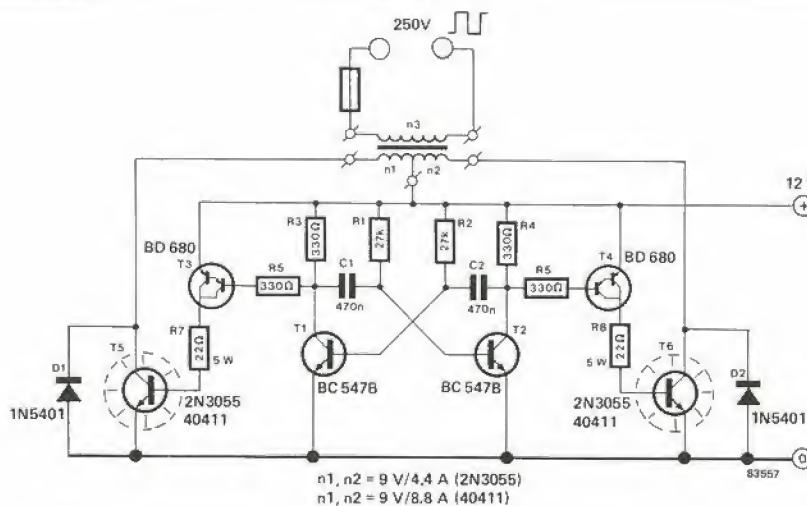 250V
n3
n1
n2
12
+
R3
330Ω
R1
27k
R2
27k
R4
330Ω
BD 680
T3
R5
330Ω
C1
470n
C2
470n
R5
330Ω
T4
BD 680
R7
22Ω
5 W
T1
BC 547B
T2
BC 547B
R8
22Ω
5 W
D1
1N5401
T5
2N3055
40411
T6
2N3055
40411
D2
1N5401
0
83557
n1, n2 = 9 V/4,4 A (2N3055)
n1, n2 = 9 V/8.8 A (40411)